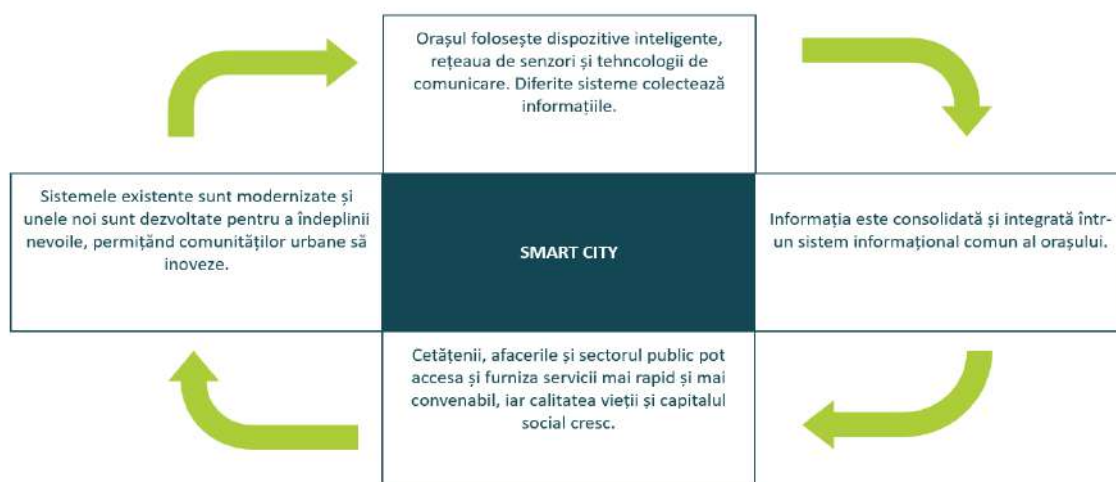 Orașul folosește dispozitive inteligente,
rețeaua de senzori și tehncologii de
comunicare. Diferite sisteme colectează
informațiile.
Sistemele existente sunt modernizate și
unele noi sunt dezvoltate pentru a îndeplinii
nevoile, permițând comunităților urbane să
inoveze.
SMART CITY
Informația este consolidată și integrată într-
un sistem informațional comun al orașului.
Cetățenii, afacerile și sectorul public pot
accesa și furniza servicii mai rapid și mai
convenabil, iar calitatea vieții și capitalul
social cresc.